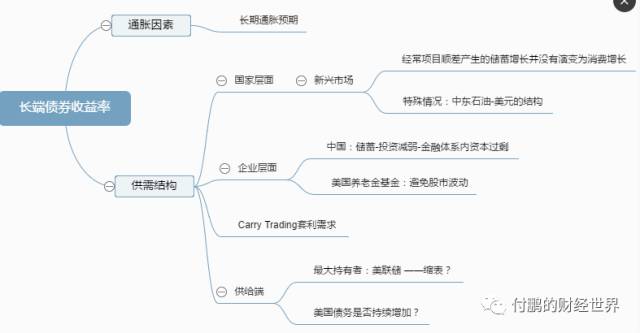 通胀因素
长期通胀预期
长端债券收益率
供需结构
国家层面
新兴市场
经常项目顺差产生的储蓄增长并没有演变为消费增长
特殊情况：中东石油-美元的结构
企业层面
中国：储蓄-投资减弱-金融体系内资本过剩
美国养老金基金：避免股市波动
Carry Trading套利需求
供给端
最大持有者：美联储 ——缩表？
美国债务是否持续增加？
付鹏的财经世界